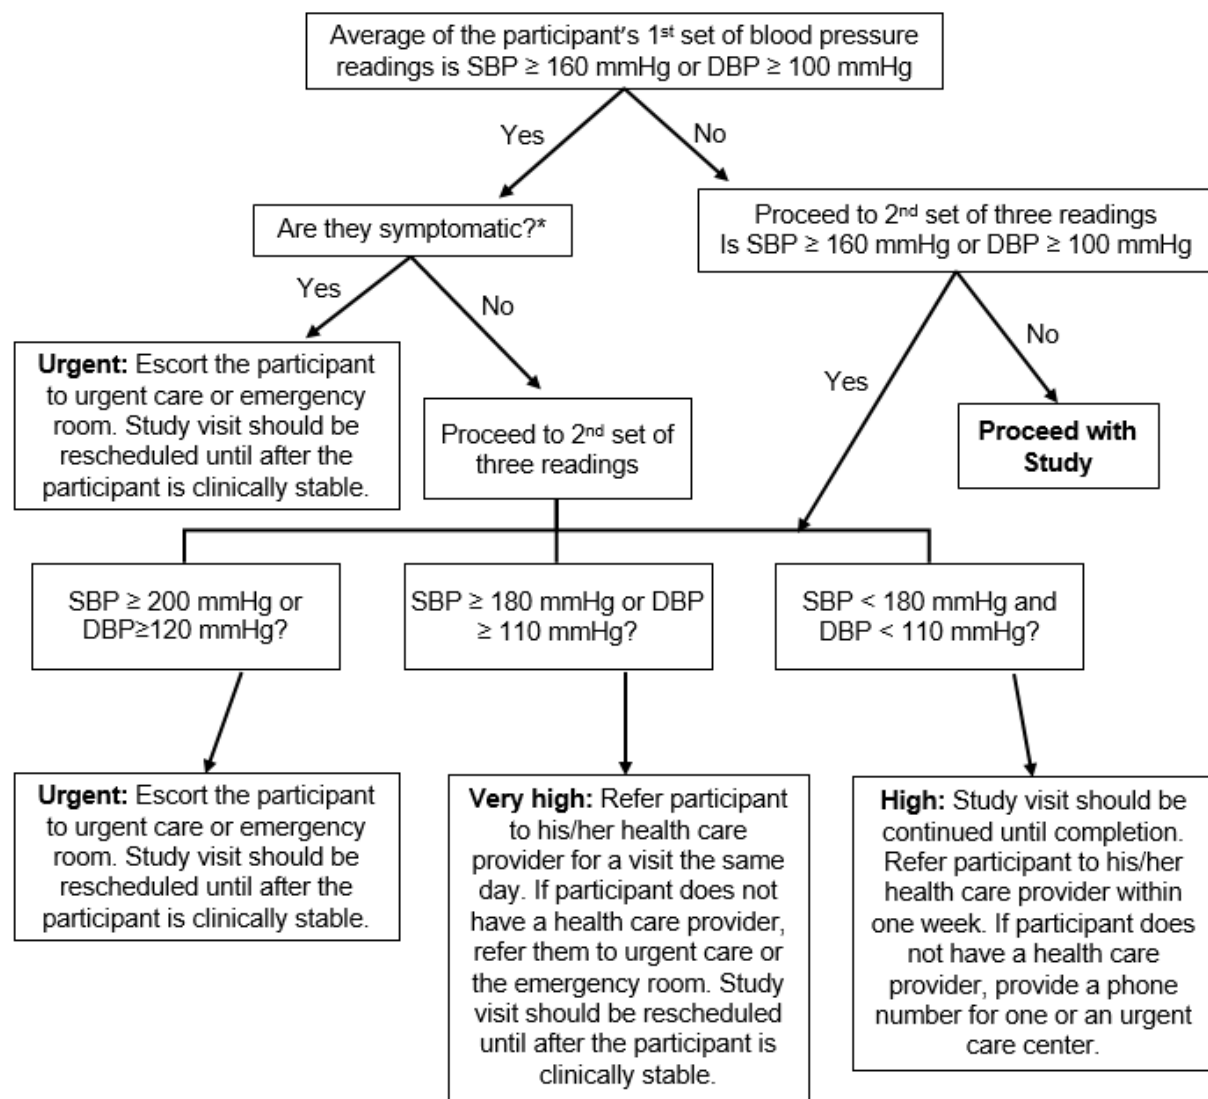 Average of the participant's 1st set of blood pressure
readings is SBP ≥ 160 mmHg or DBP ≥ 100 mmHg
Yes
No
Are they symptomatic?*
Proceed to 2nd set of three readings
Is SBP ≥ 160 mmHg or DBP ≥ 100 mmHg
Yes
No
Yes
No
Urgent: Escort the participant
to urgent care or emergency
room. Study visit should be
rescheduled until after the
participant is clinically stable.
Proceed to 2nd set of
three readings
Proceed with
Study
SBP ≥ 200 mmHg or
DBP≥120 mmHg?
SBP ≥ 180 mmHg or DBP
≥ 110 mmHg?
SBP < 180 mmHg and
DBP < 110 mmHg?
Urgent: Escort the participant
to urgent care or emergency
room. Study visit should be
rescheduled until after the
participant is clinically stable.
Very high: Refer participant
to his/her health care
provider for a visit the same
day. If participant does not
have a health care provider,
refer them to urgent care or
the emergency room. Study
visit should be rescheduled
until after the participant is
clinically stable.
High: Study visit should be
continued until completion.
Refer participant to his/her
health care provider within
one week. If participant does
not have a health care
provider, provide a phone
number for one or an urgent
care center.